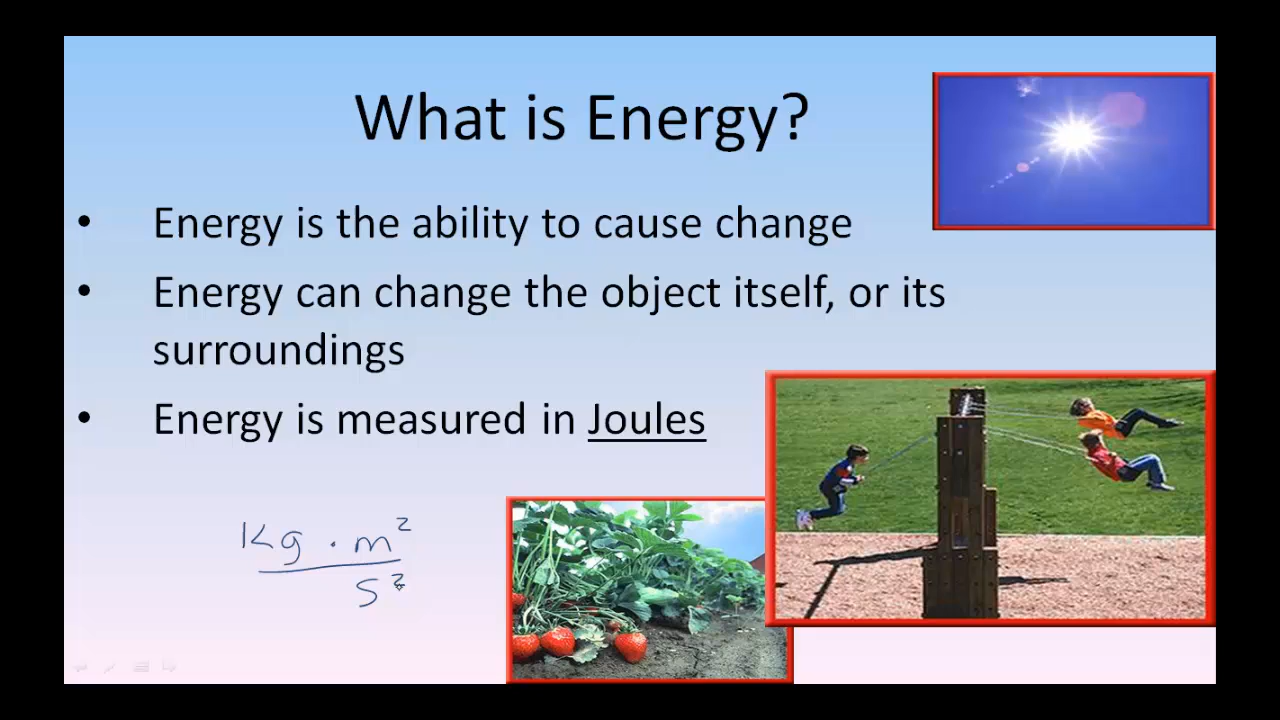 What is Energy?
• Energy is the ability to cause change
• Energy can change the object itself, or its
surroundings
• Energy is measured in Joules
Kg · m²
s²